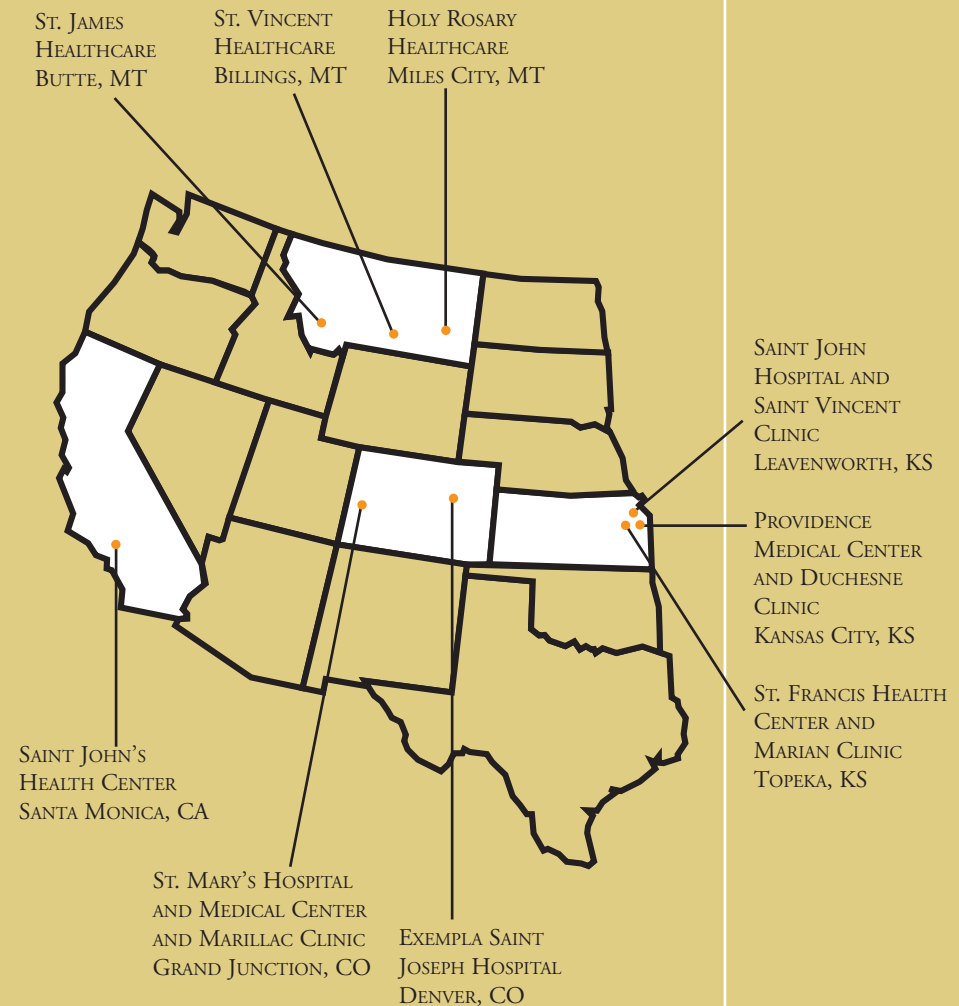 St. James
Healthcare
Butte, MT
St. Vincent
Healthcare
Billings, MT
Holy Rosary
Healthcare
Miles City, MT
Saint John
Hospital and
Saint Vincent
Clinic
Leavenworth, KS
Providence
Medical Center
and Duchesne
Clinic
Kansas City, KS
St. Francis Health
Center and
Marian Clinic
Topeka, KS
Saint John’s
Health Center
Santa Monica, CA
St. Mary’s Hospital
and Medical Center
and Marillac Clinic
Grand Junction, CO
Exempla Saint
Joseph Hospital
Denver, CO